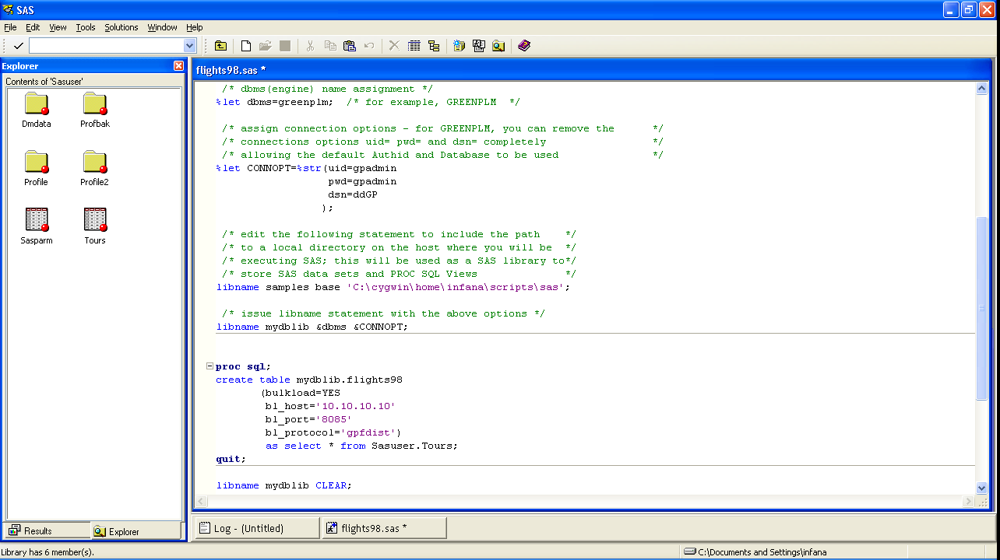 SAS
File Edit View Tools Solutions Window Help
Explorer
Contents of 'Sasuser'
Dmdata Profbak
Profile Profile2
Sasparm Tours
Results Explorer
flights98.sas *
/* dbms(engine) name assignment */
%let dbms=greenplm; /* for example, GREENPLM */
/* assign connection options - for GREENPLM, you can remove the */
/* connections options uid= pwd= and dsn= completely */
/* allowing the default Authid and Database to be used */
%let CONNOPT=%str(uid=gpadmin
pwd=gpadmin
dsn=ddGP
);
/* edit the following statement to include the path */
/* to a local directory on the host where you will be */
/* executing SAS; this will be used as a SAS library to*/
/* store SAS data sets and PROC SQL Views */
libname samples base 'C:\cygwin\home\infana\scripts\sas';
/* issue libname statement with the above options */
libname mydblib &dbms &CONNOPT;
proc sql;
create table mydblib.flights98
(bulkload=YES
bl_host='10.10.10.10'
bl_port='8085'
bl_protocol='gpfdist')
as select * from Sasuser.Tours;
quit;
libname mydblib CLEAR;
Log - (Untitled) flights98.sas *
Library has 6 member(s). C:\Documents and Settings\infana